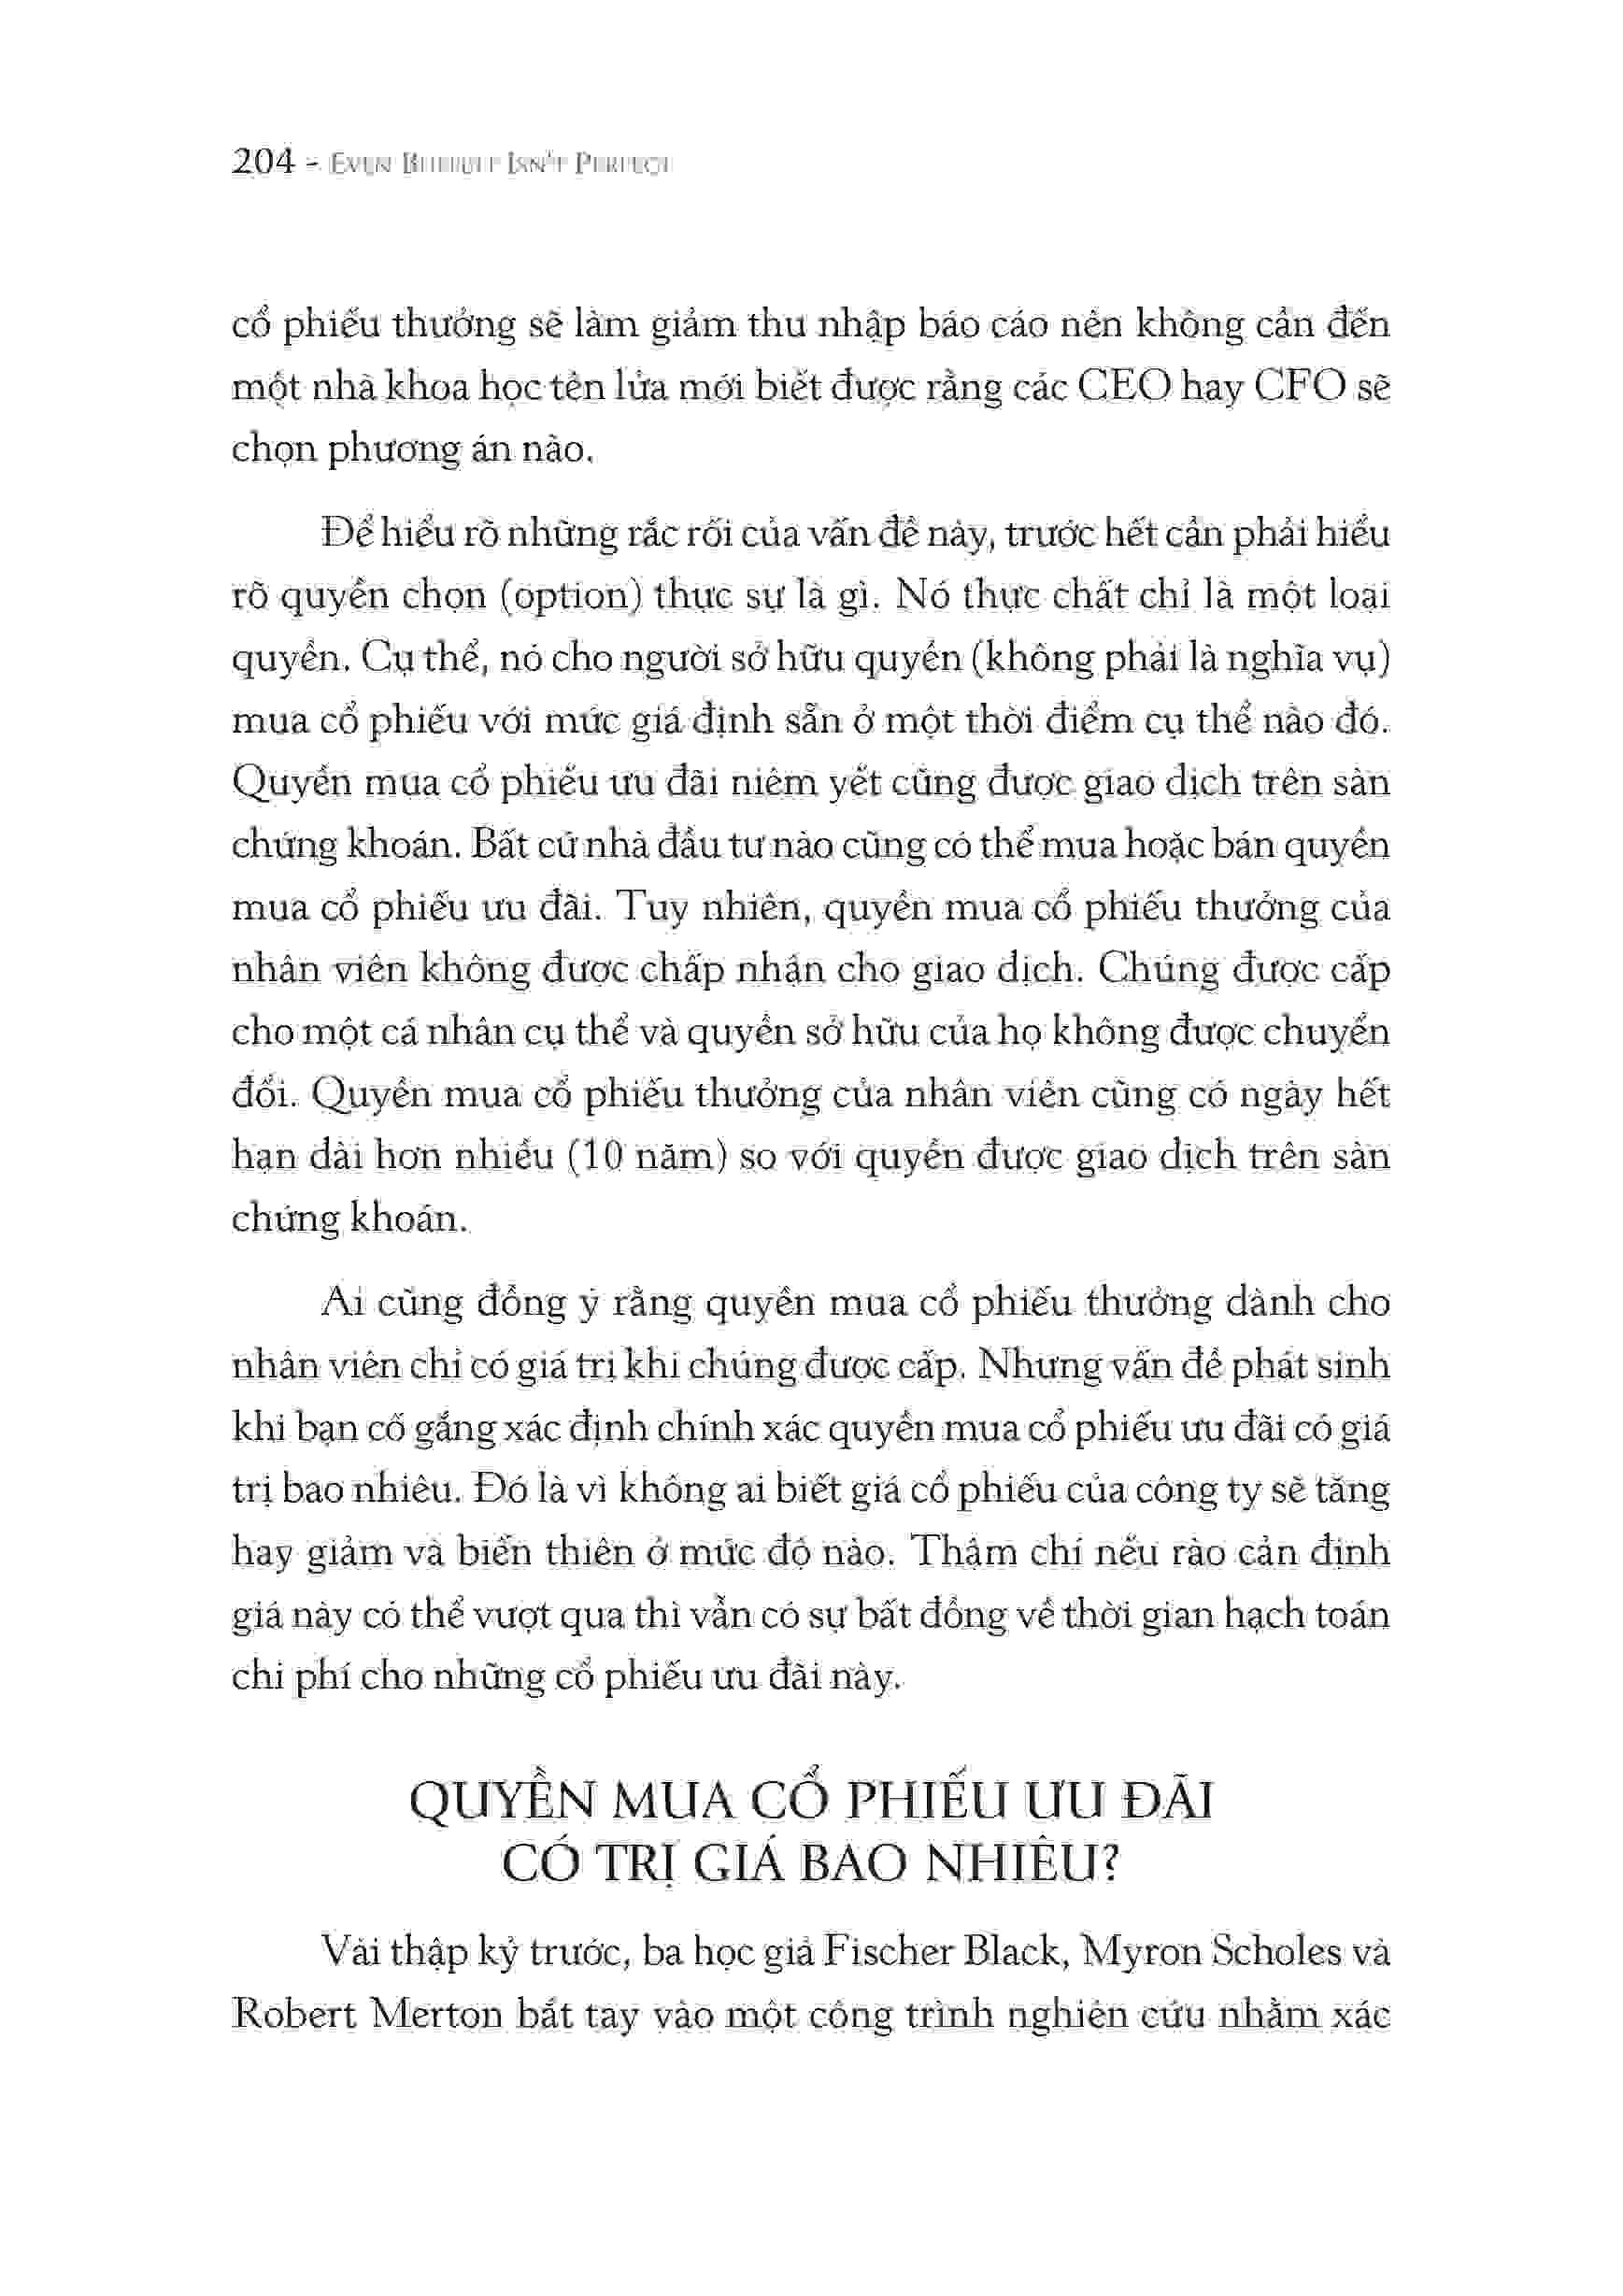 204 - EVEN BUFFETT ISN'T PERFECT
cổ phiếu thưởng sẽ làm giảm thu nhập báo cáo nên không cần đến
một nhà khoa học tên lửa mới biết được rằng các CEO hay CFO sẽ
chọn phương án nào.
Để hiểu rõ những rắc rối của vấn đề này, trước hết cần phải hiểu
rõ quyền chọn (option) thực sự là gì. Nó thực chất chỉ là một loại
quyền. Cụ thể, nó cho người sở hữu quyền (không phải là nghĩa vụ)
mua cổ phiếu với mức giá định sẵn ở một thời điểm cụ thể nào đó.
Quyền mua cổ phiếu ưu đãi niêm yết cũng được giao dịch trên sàn
chứng khoán. Bất cứ nhà đầu tư nào cũng có thể mua hoặc bán quyền
mua cổ phiếu ưu đãi. Tuy nhiên, quyền mua cổ phiếu thưởng của
nhân viên không được chấp nhận cho giao dịch. Chúng được cấp
cho một cá nhân cụ thể và quyền sở hữu của họ không được chuyển
đổi. Quyền mua cổ phiếu thưởng của nhân viên cũng có ngày hết
hạn dài hơn nhiều (10 năm) so với quyền được giao dịch trên sàn
chứng khoán.
Ai cũng đồng ý rằng quyền mua cổ phiếu thưởng dành cho
nhân viên chỉ có giá trị khi chúng được cấp. Nhưng vấn đề phát sinh
khi bạn cố gắng xác định chính xác quyền mua cổ phiếu ưu đãi có giá
trị bao nhiêu. Đó là vì không ai biết giá cổ phiếu của công ty sẽ tăng
hay giảm và biến thiên ở mức độ nào. Thậm chí nếu rào cản định
giá này có thể vượt qua thì vẫn có sự bất đồng về thời gian hạch toán
chi phí cho những cổ phiếu ưu đãi này.
QUYỀN MUA CỔ PHIẾU ƯU ĐÃI
CÓ TRỊ GIÁ BAO NHIÊU?
Vài thập kỷ trước, ba học giả Fischer Black, Myron Scholes và
Robert Merton bắt tay vào một công trình nghiên cứu nhằm xác